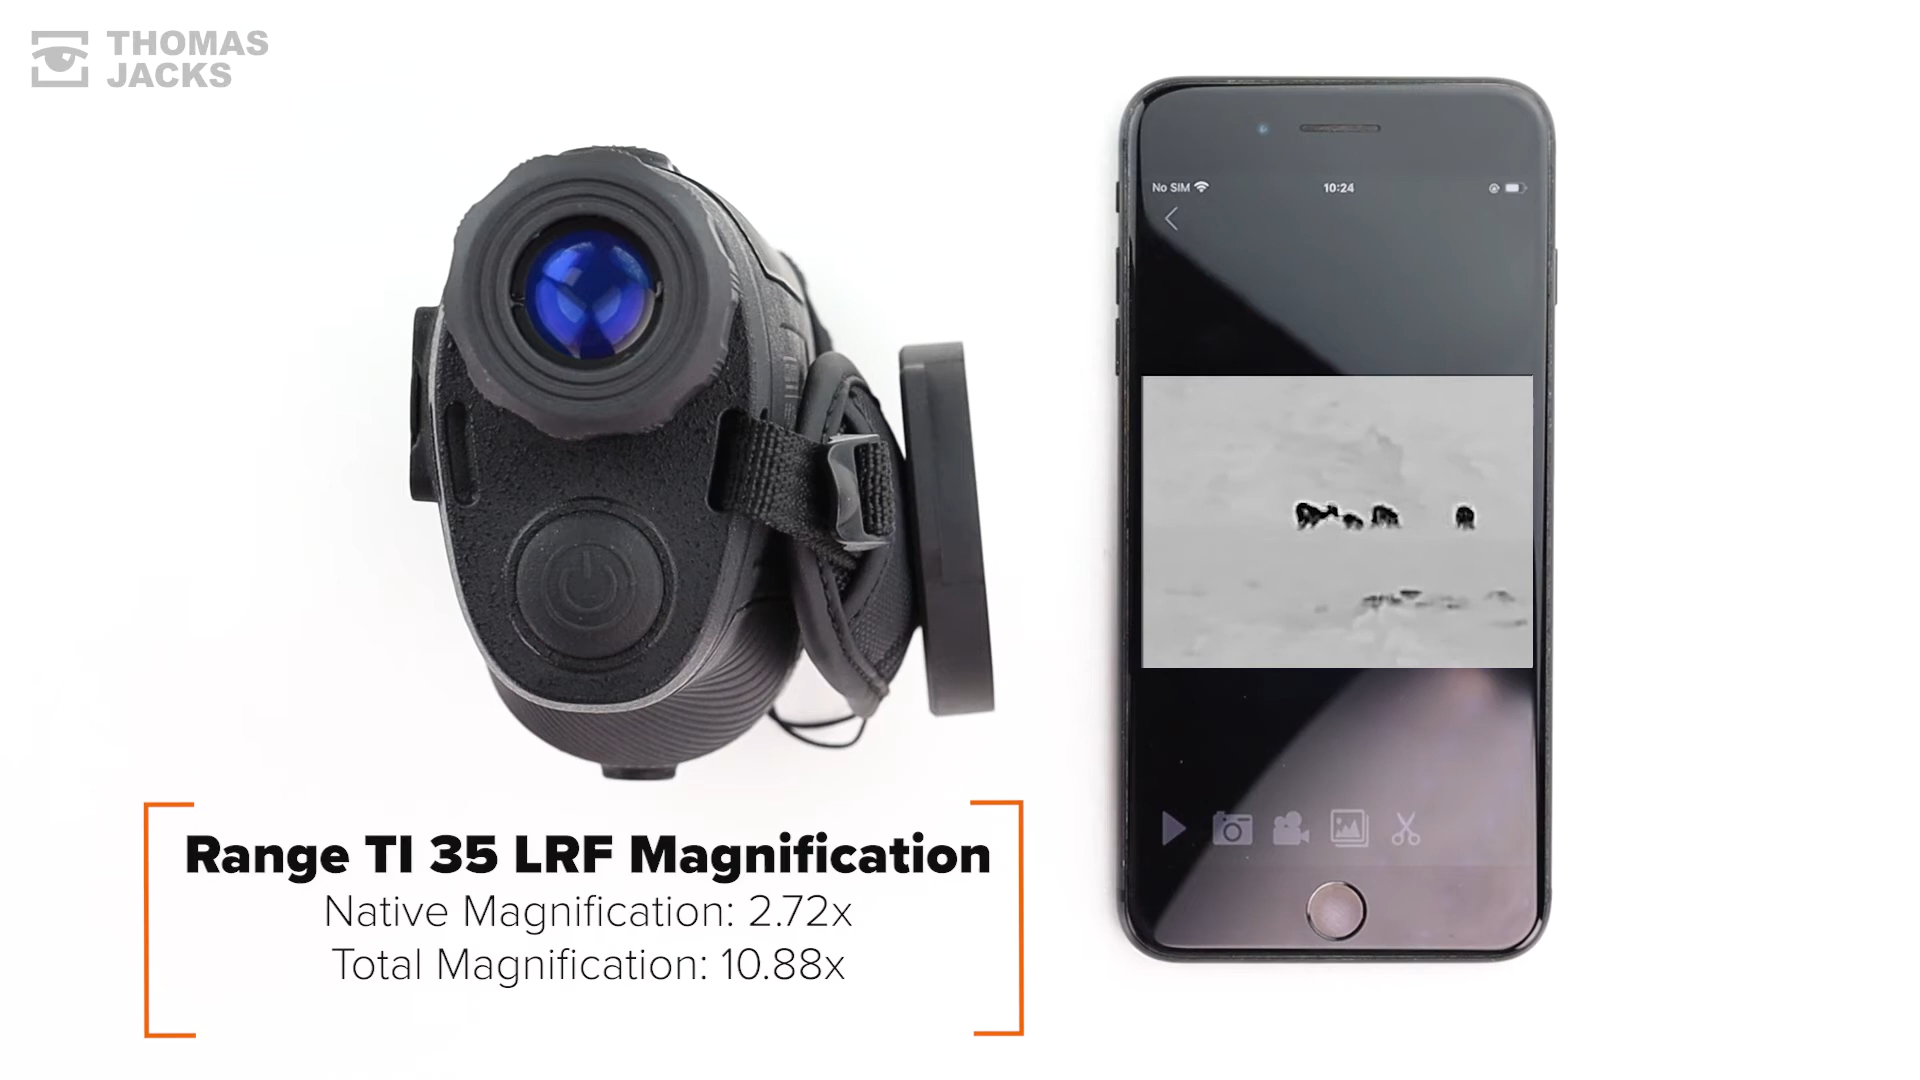 THOMAS
JACKS
No SIM
10:24
Range TI 35 LRF Magnification
Native Magnification: 2.72x
Total Magnification: 10.88x